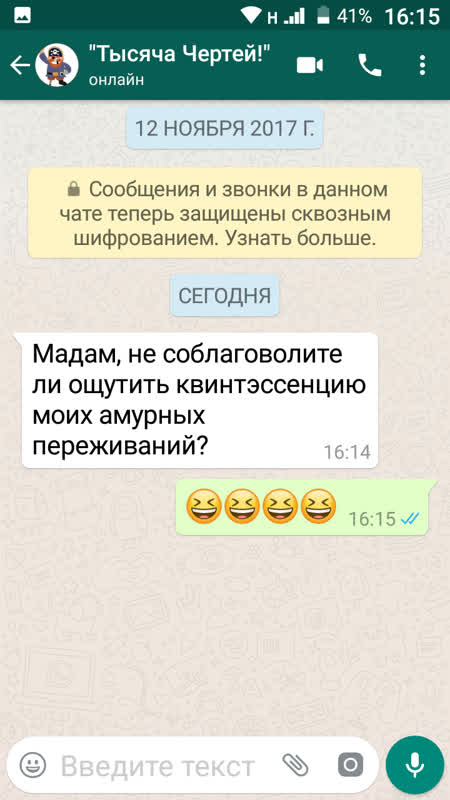 Н 41% 16:15
"Тысяча Чертей!"
онлайн
12 НОЯБРЯ 2017 Г.
Сообщения и звонки в данном
чате теперь защищены сквозным
шифрованием. Узнать больше.
СЕГОДНЯ
Мадам, не соблаговолите
ли ощутить квинтэссенцию
моих амурных
переживаний?
16:14
😆😆😆😆 16:15
Введите текст